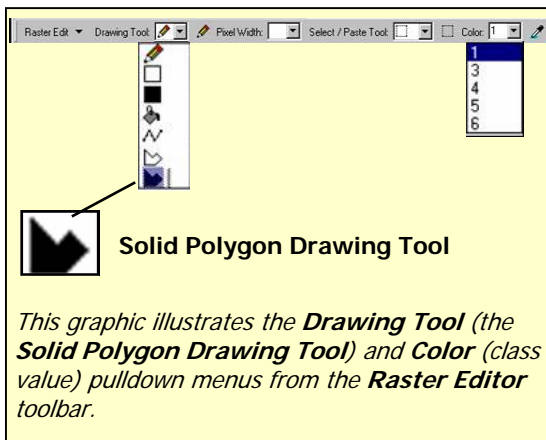 Raster Edit Drawing Tool: Pixel Width: Select / Paste Tool: Color: 1
1
3
4
5
6
Solid Polygon Drawing Tool
This graphic illustrates the Drawing Tool (the
Solid Polygon Drawing Tool) and Color (class
value) pulldown menus from the Raster Editor
toolbar.